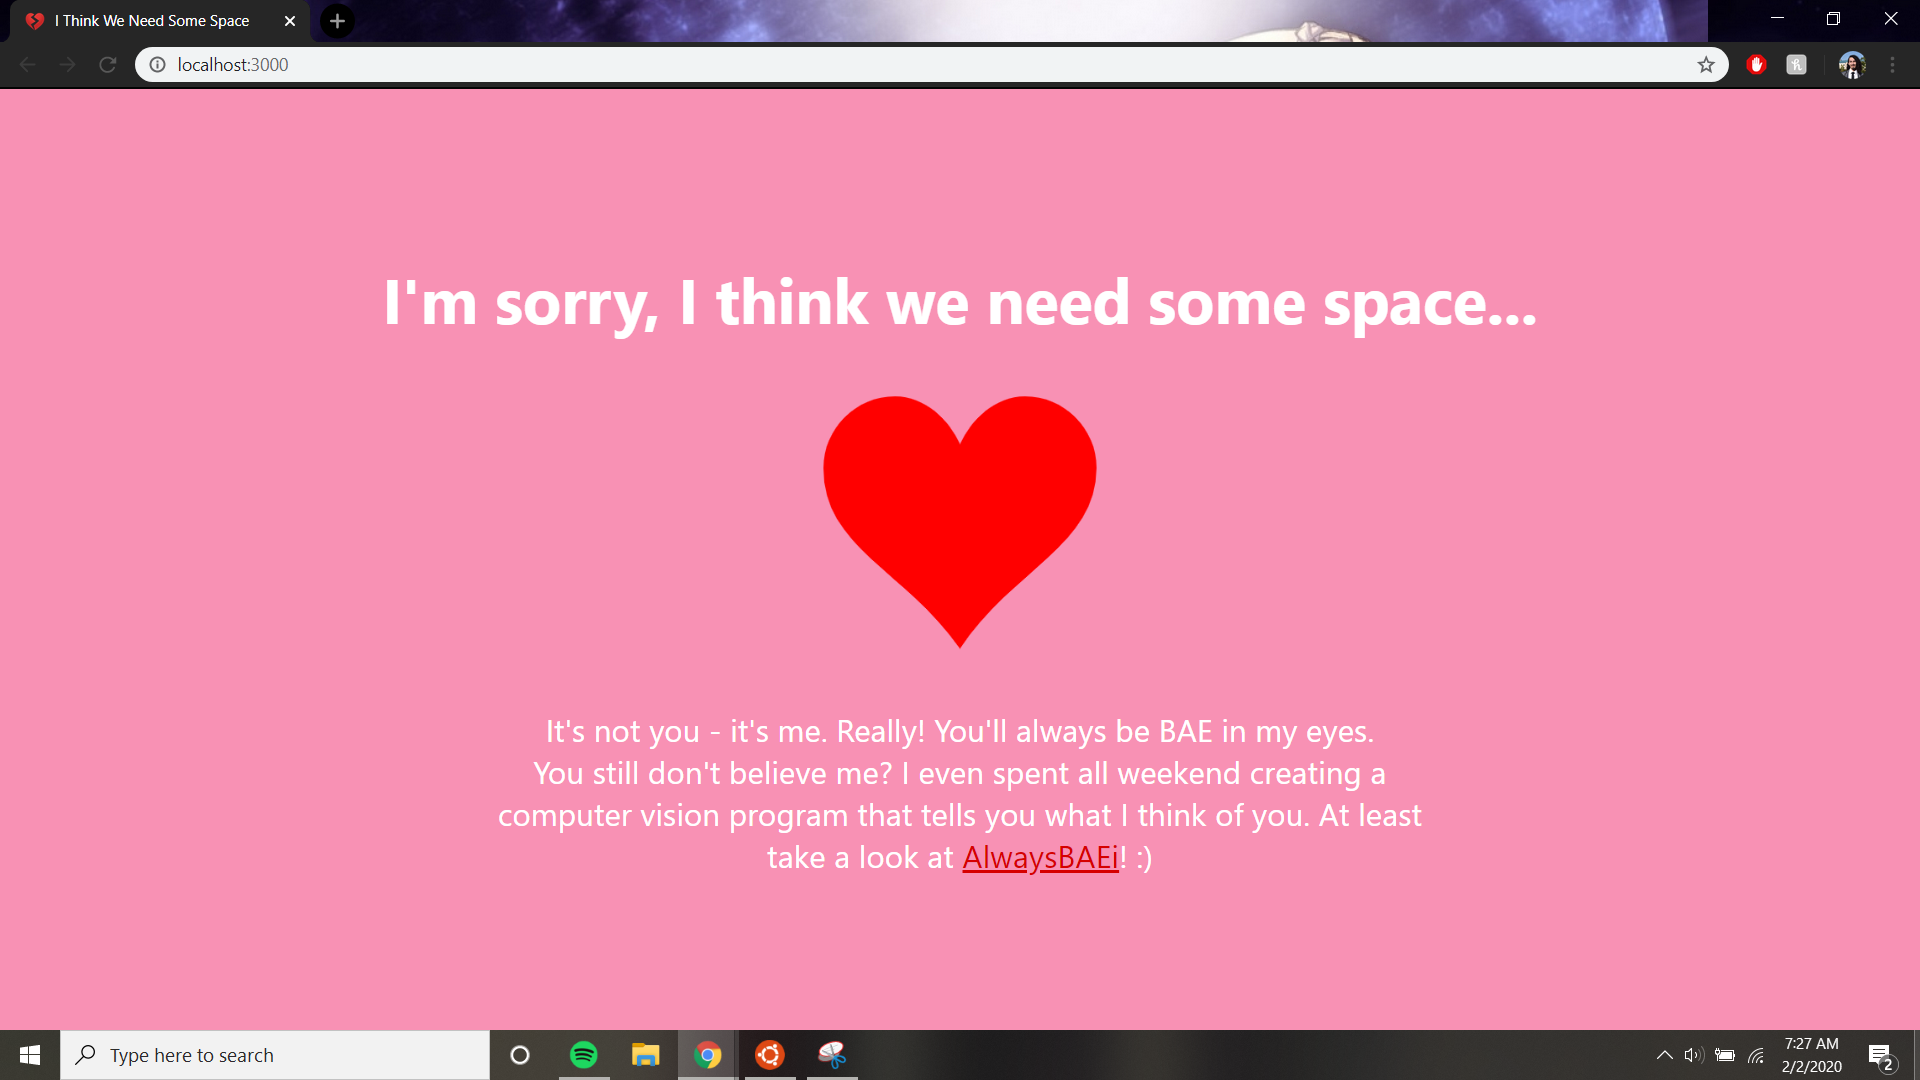 I Think We Need Some Space
localhost:3000
I'm sorry, I think we need some space...
It's not you - it's me. Really! You'll always be BAE in my eyes.
You still don't believe me? I even spent all weekend creating a
computer vision program that tells you what I think of you. At least
take a look at AlwaysBAEi! :)
Type here to search
7:27 AM
2/2/2020
2